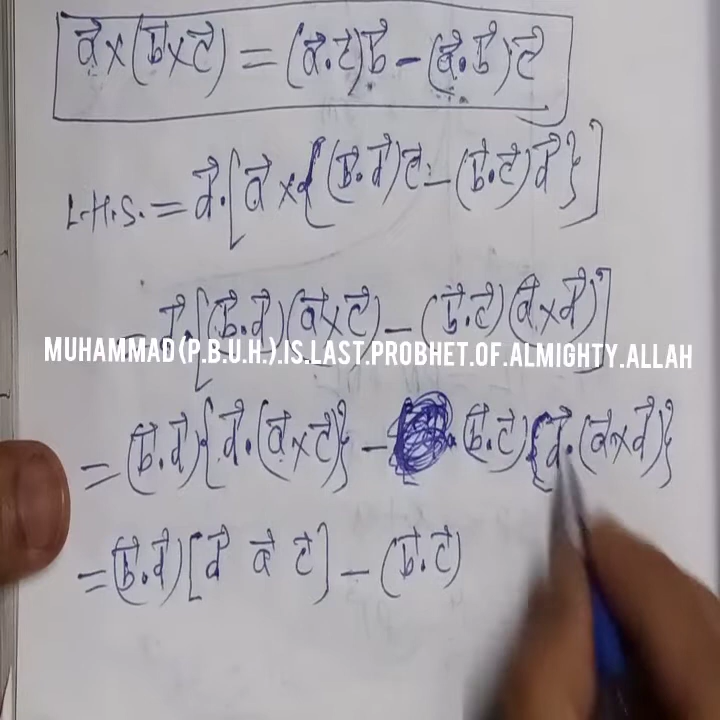 a⃗×(b⃗×c⃗) = (a⃗.c⃗)b⃗ – (a⃗.b⃗)c⃗
L.H.S. = d⃗.[a⃗×{(b⃗.d⃗)c⃗–(b⃗.c⃗)d⃗}]
= d⃗.[(b⃗.d⃗)(a⃗×c⃗)–(b⃗.c⃗)(a⃗×d⃗)]
MUHAMMAD(P.B.U.H.).IS.LAST.PROBHET.OF.ALMIGHTY.ALLAH
= (b⃗.d⃗){d⃗.(a⃗×c⃗)} – (b⃗.c⃗){d⃗.(a⃗×d⃗)}
= (b⃗.d⃗)[d⃗ a⃗ c⃗] – (b⃗.c⃗)